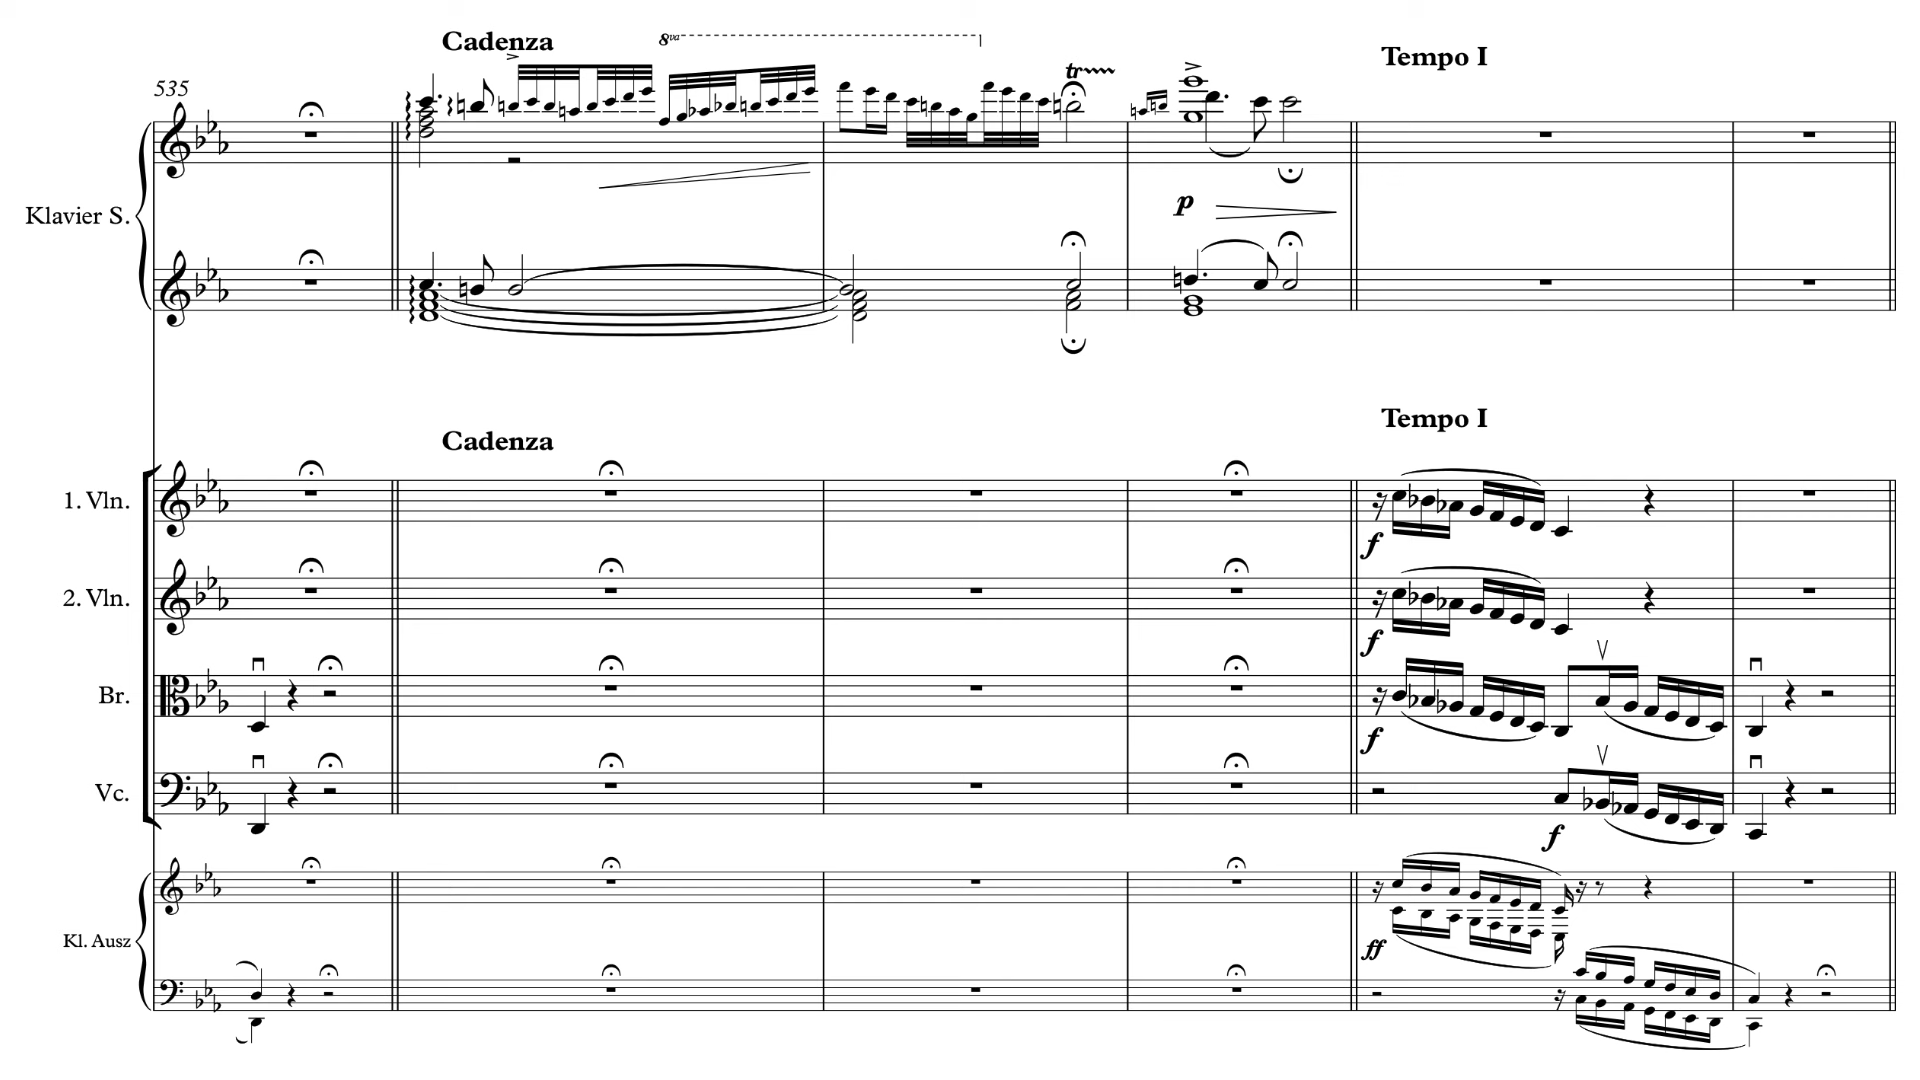 Cadenza
8va
Tempo I
535
tr
Klavier S.
p
Tempo I
Cadenza
1. Vln.
f
2. Vln.
f
Br.
f
Vc.
f
Kl. Ausz
ff